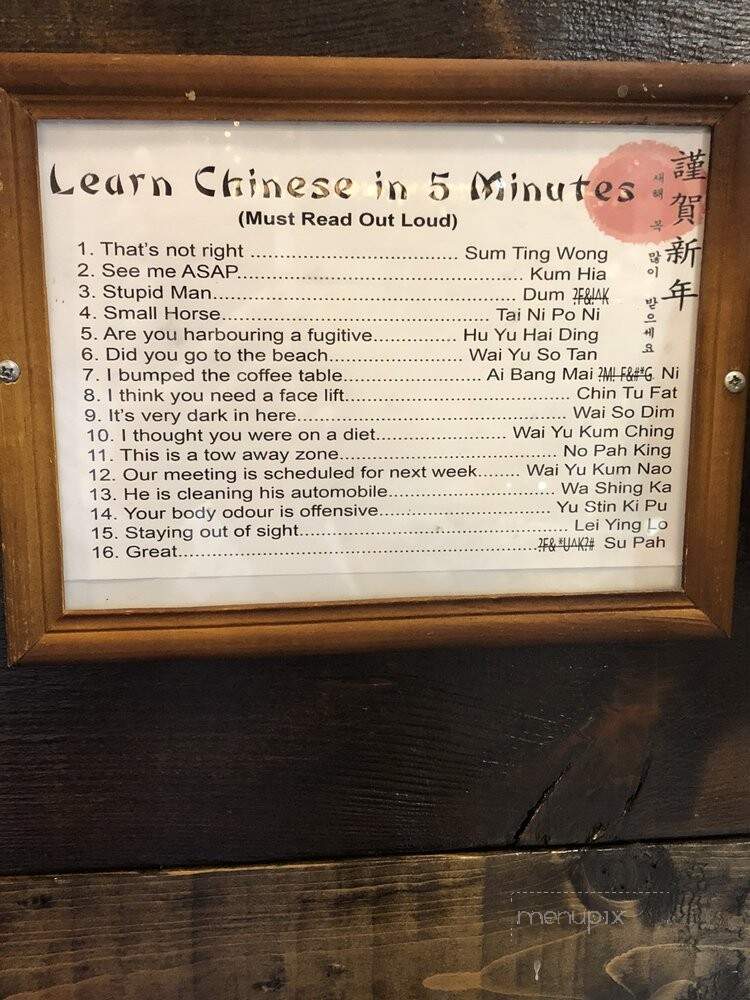 Learn Chinese in 5 Minutes
(Must Read Out Loud)
1. That's not right ................................... Sum Ting Wong
2. See me ASAP................................................ Kum Hia
3. Stupid Man.................................................... Dum ?F&!^K
4. Small Horse............................................. Tai Ni Po Ni
5. Are you harbouring a fugitive.............. Hu Yu Hai Ding
6. Did you go to the beach...................... Wai Yu So Tan
7. I bumped the coffee table....................... Ai Bang Mai ?M! F&#*G Ni
8. I think you need a face lift...................................... Chin Tu Fat
9. It's very dark in here.............................................. Wai So Dim
10. I thought you were on a diet...................... Wai Yu Kum Ching
11. This is a tow away zone..................................... No Pah King
12. Our meeting is scheduled for next week....... Wai Yu Kum Nao
13. He is cleaning his automobile............................ Wa Shing Ka
14. Your body odour is offensive............................. Yu Stin Ki Pu
15. Staying out of sight............................................. Lei Ying Lo
16. Great............................................................?F& *U^K?# Su Pah
謹賀新年
새해 복 많이 받으세요
menupix